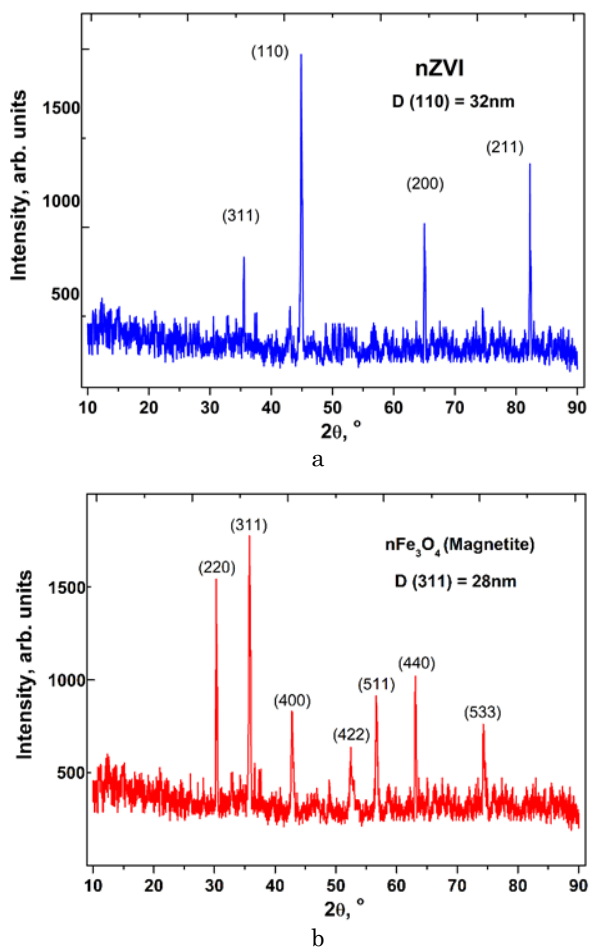 (110)
nZVI
D (110) = 32nm
(211)
(200)
(311)
1500
1000
500
Intensity, arb. units
10 20 30 40 50 60 70 80 90
2θ, °
a
(311)
nFe₃O₄ (Magnetite)
(220)
D (311) = 28nm
(440)
(511)
(400)
(533)
(422)
1500
1000
500
Intensity, arb. units
10 20 30 40 50 60 70 80 90
2θ, °
b